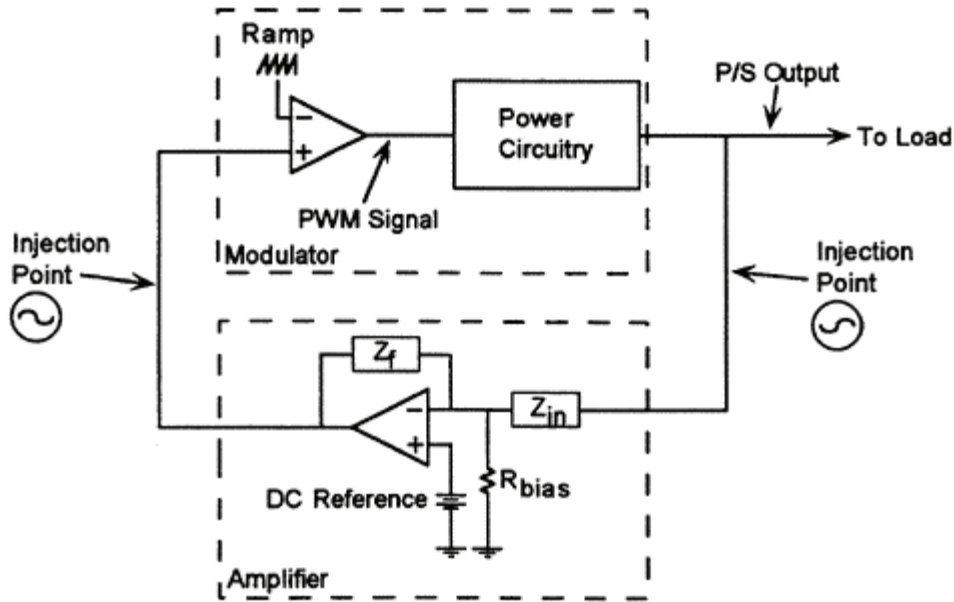 Ramp
P/S Output
−
+
Power
Circuitry
To Load
PWM Signal
Injection
Point
Modulator
Injection
Point
Zf
−
+
Zin
Rbias
DC Reference
Amplifier